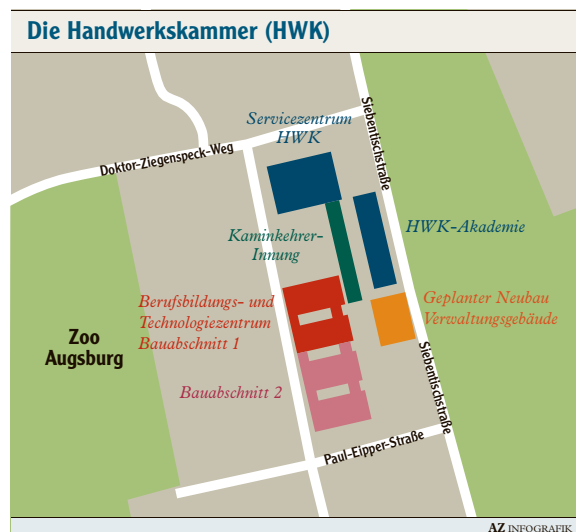 Die Handwerkskammer (HWK)
Servicezentrum
HWK
Siebentischstraße
Doktor-Ziegenspeck-Weg
Kaminkehrer-
Innung
HWK-Akademie
Berufsbildungs- und
Technologiezentrum
Bauabschnitt 1
Geplanter Neubau
Verwaltungsgebäude
Zoo
Augsburg
Siebentischstraße
Bauabschnitt 2
Paul-Eipper-Straße
AZ INFOGRAFIK